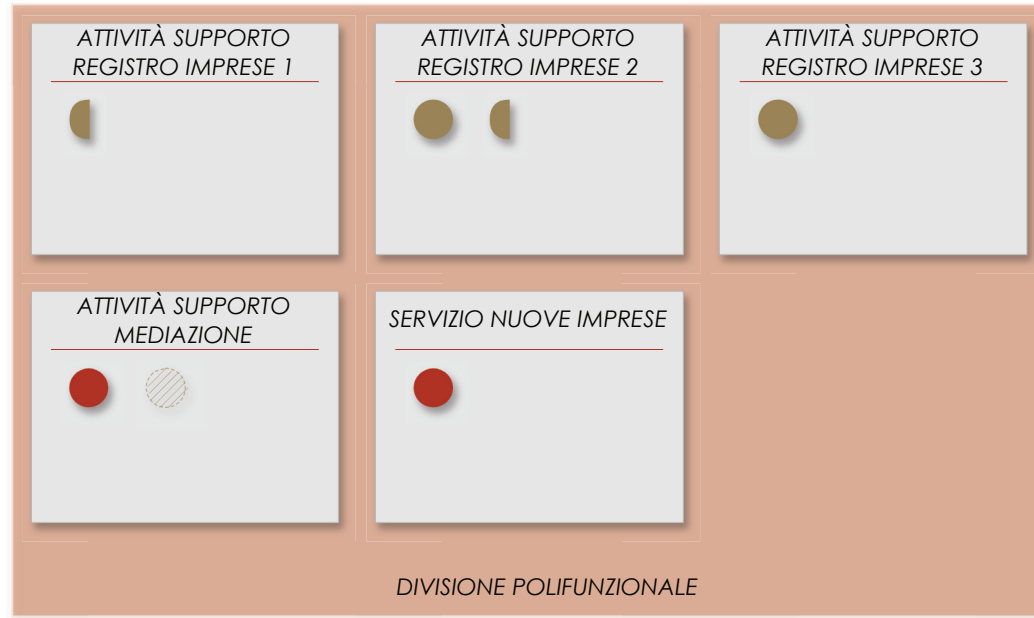 ATTIVITÀ SUPPORTO
REGISTRO IMPRESE 1
ATTIVITÀ SUPPORTO
REGISTRO IMPRESE 2
ATTIVITÀ SUPPORTO
REGISTRO IMPRESE 3
ATTIVITÀ SUPPORTO
MEDIAZIONE
SERVIZIO NUOVE IMPRESE
DIVISIONE POLIFUNZIONALE